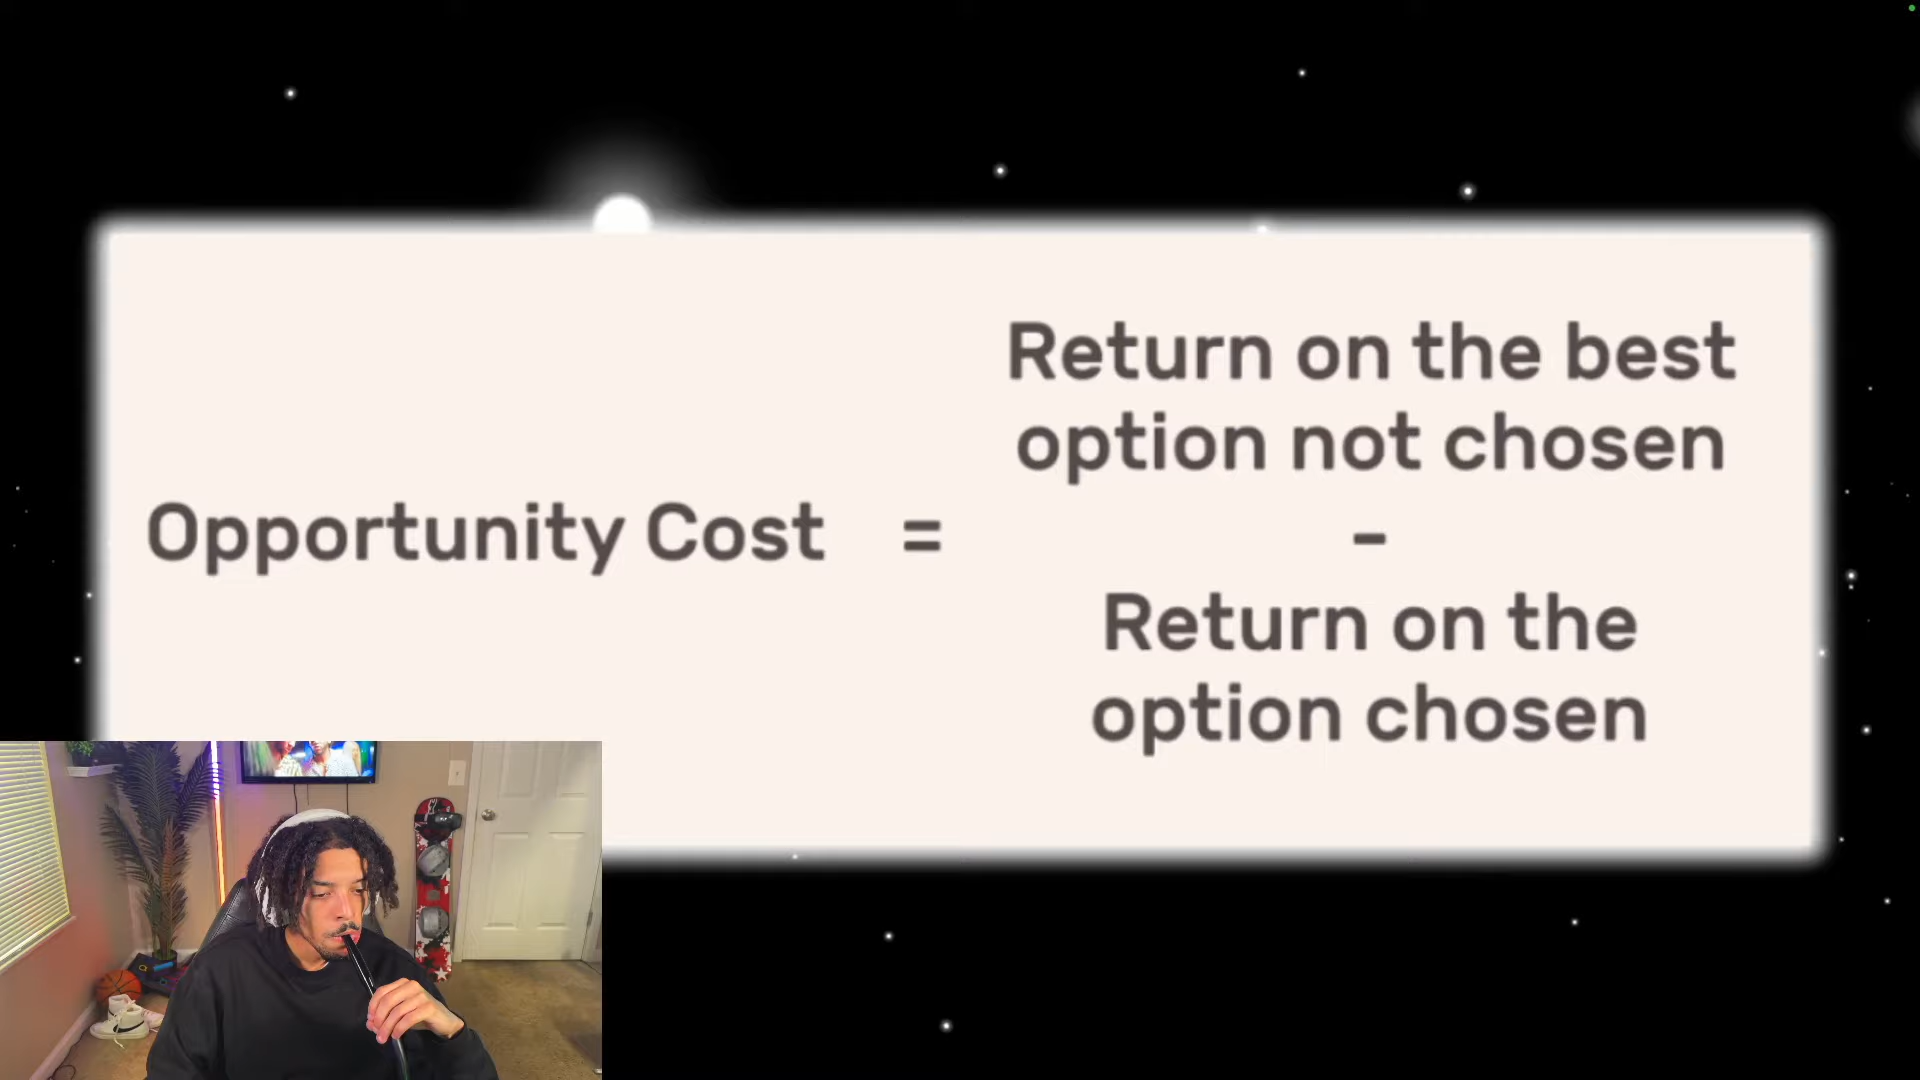 Opportunity Cost =
Return on the best
option not chosen
-
Return on the
option chosen